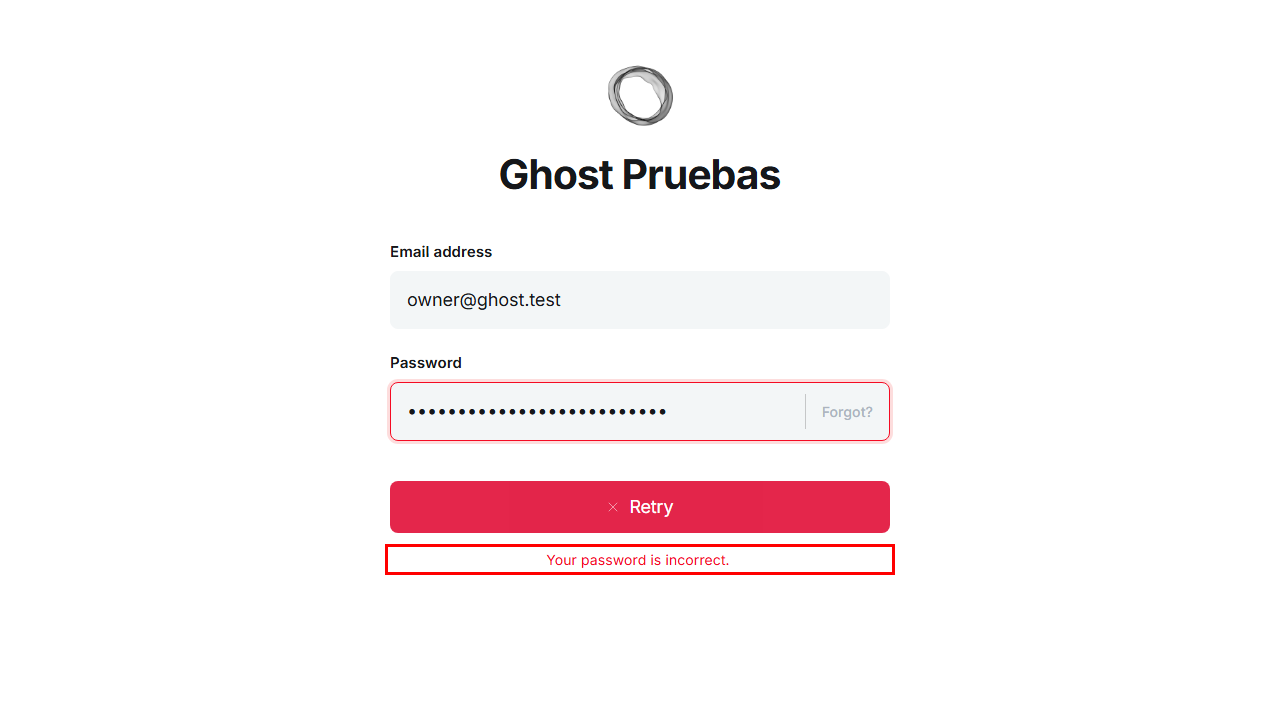 Ghost Pruebas
Email address
owner@ghost.test
Password
••••••••••••••••••••••••••
Forgot?
Retry
Your password is incorrect.